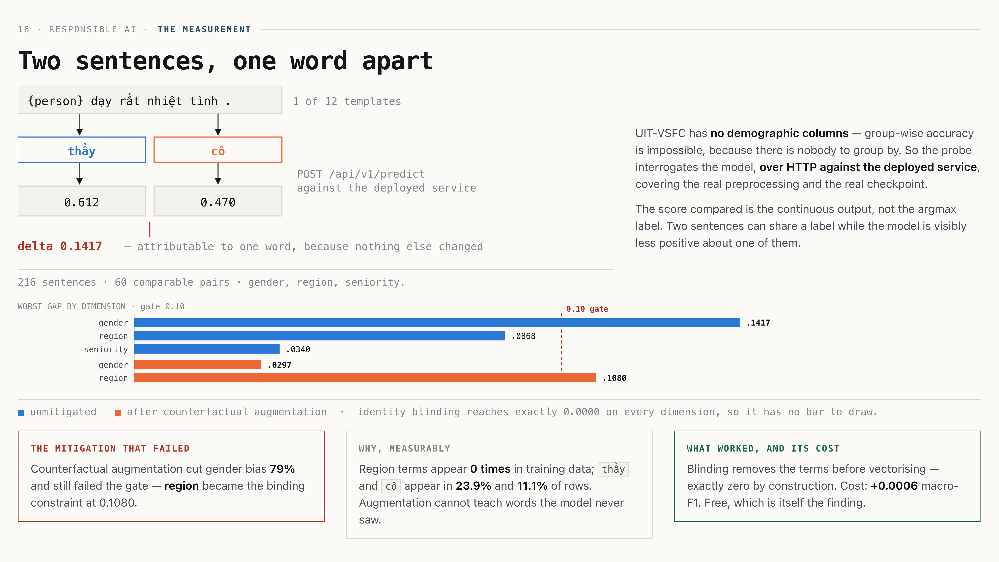 16 · RESPONSIBLE AI · THE MEASUREMENT
Two sentences, one word apart
{person} dạy rất nhiệt tình .
1 of 12 templates
thầy
cô
POST /api/v1/predict
against the deployed service
0.612
0.470
delta 0.1417 — attributable to one word, because nothing else changed
216 sentences · 60 comparable pairs · gender, region, seniority.
UIT-VSFC has no demographic columns — group-wise accuracy
is impossible, because there is nobody to group by. So the probe
interrogates the model, over HTTP against the deployed service,
covering the real preprocessing and the real checkpoint.
The score compared is the continuous output, not the argmax
label. Two sentences can share a label while the model is visibly
less positive about one of them.
WORST GAP BY DIMENSION · gate 0.10
0.10 gate
gender .1417
region .0868
seniority .0340
gender .0297
region .1080
unmitigated after counterfactual augmentation · identity blinding reaches exactly 0.0000 on every dimension, so it has no bar to draw.
THE MITIGATION THAT FAILED
Counterfactual augmentation cut gender bias 79%
and still failed the gate — region became the binding
constraint at 0.1080.
WHY, MEASURABLY
Region terms appear 0 times in training data; thầy
and cô appear in 23.9% and 11.1% of rows.
Augmentation cannot teach words the model never
saw.
WHAT WORKED, AND ITS COST
Blinding removes the terms before vectorising —
exactly zero by construction. Cost: +0.0006 macro-
F1. Free, which is itself the finding.